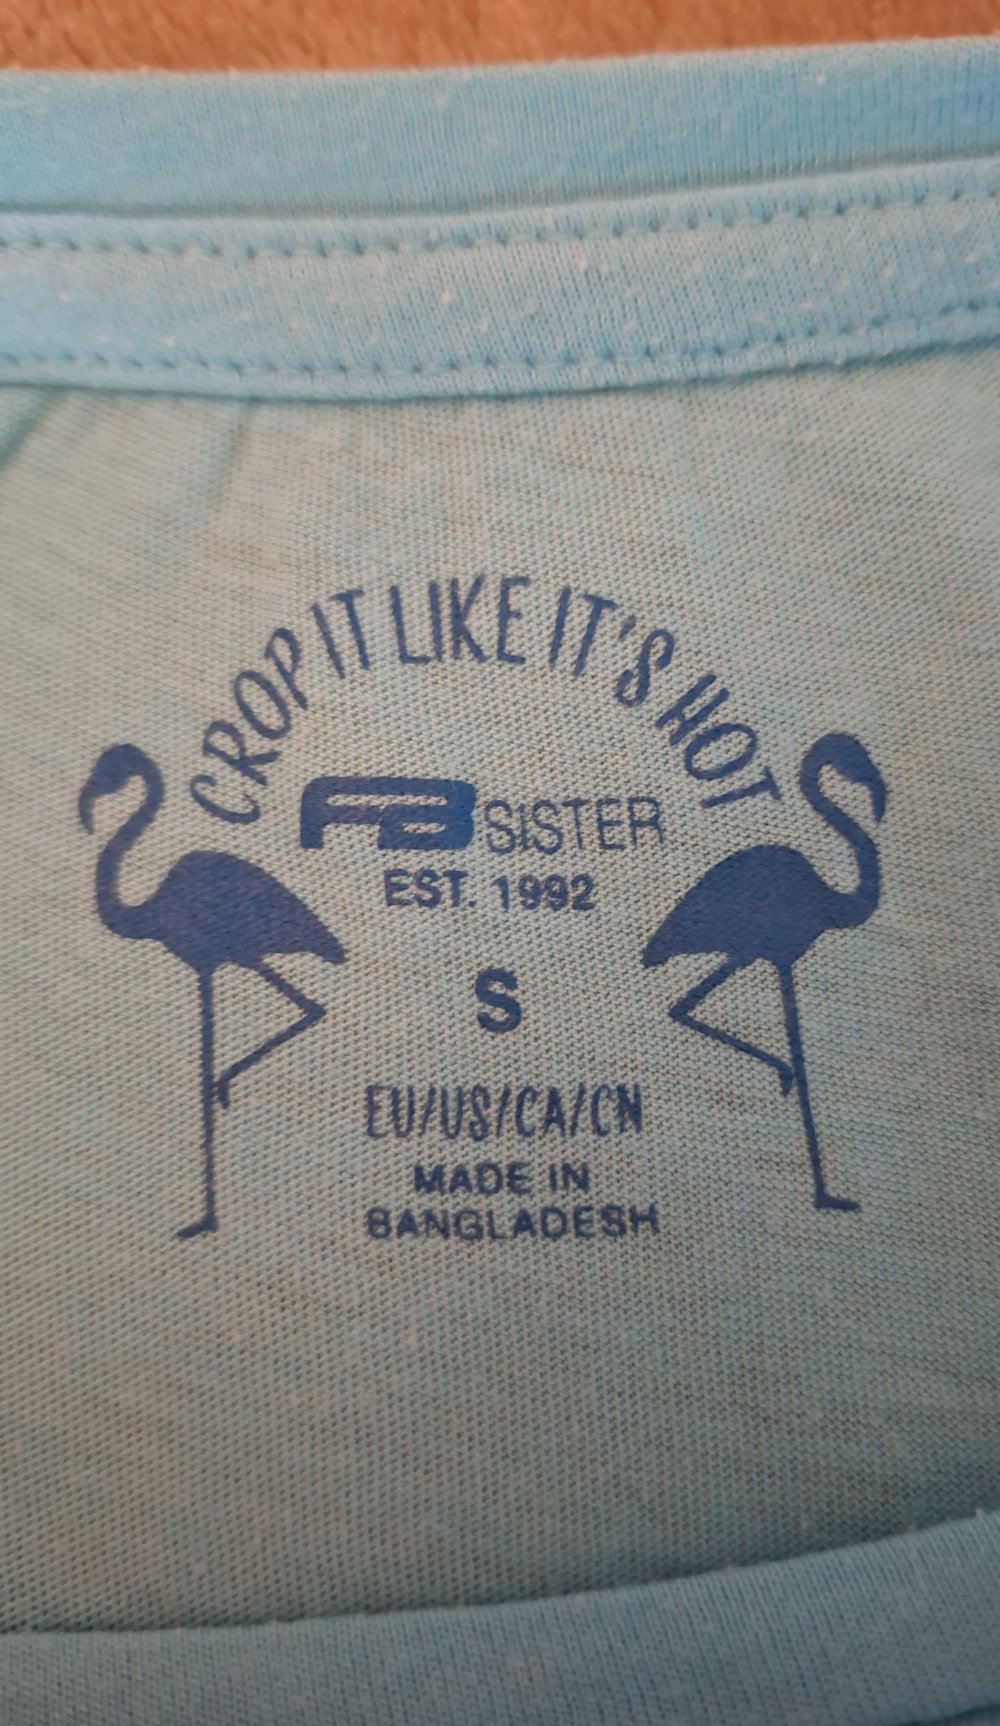 CROP IT LIKE IT'S HOT
FB SISTER
EST. 1992
S
EU/US/CA/CN
MADE IN
BANGLADESH